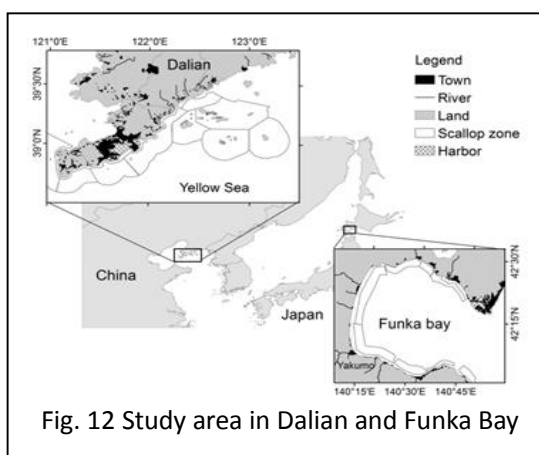 121°0'E 122°0'E 123°0'E
39°30'N
39°0'N
Dalian
Yellow Sea
Legend
Town
River
Land
Scallop zone
Harbor
China
Japan
Funka bay
Yakumo
42°30'N
42°15'N
140°15'E 140°30'E 140°45'E
Fig. 12 Study area in Dalian and Funka Bay